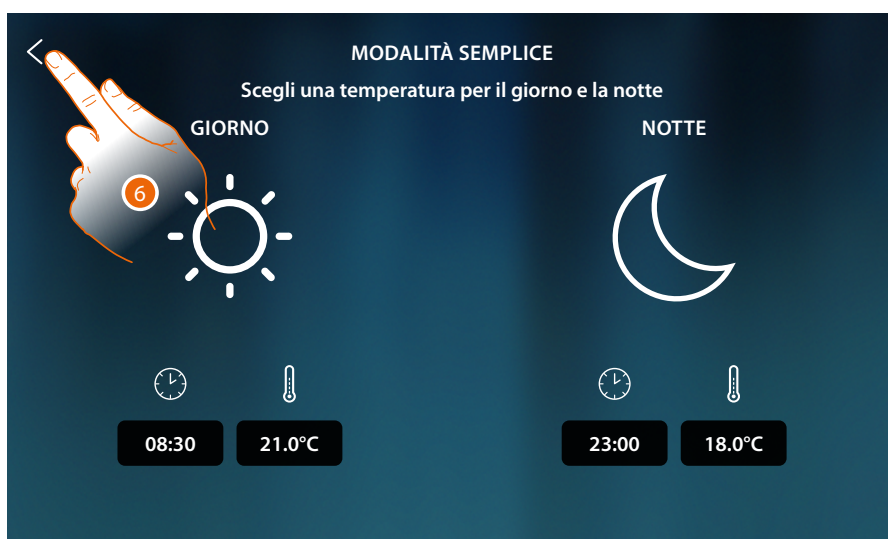 MODALITÀ SEMPLICE
Scegli una temperatura per il giorno e la notte
GIORNO
NOTTE
6
08:30
21.0°C
23:00
18.0°C